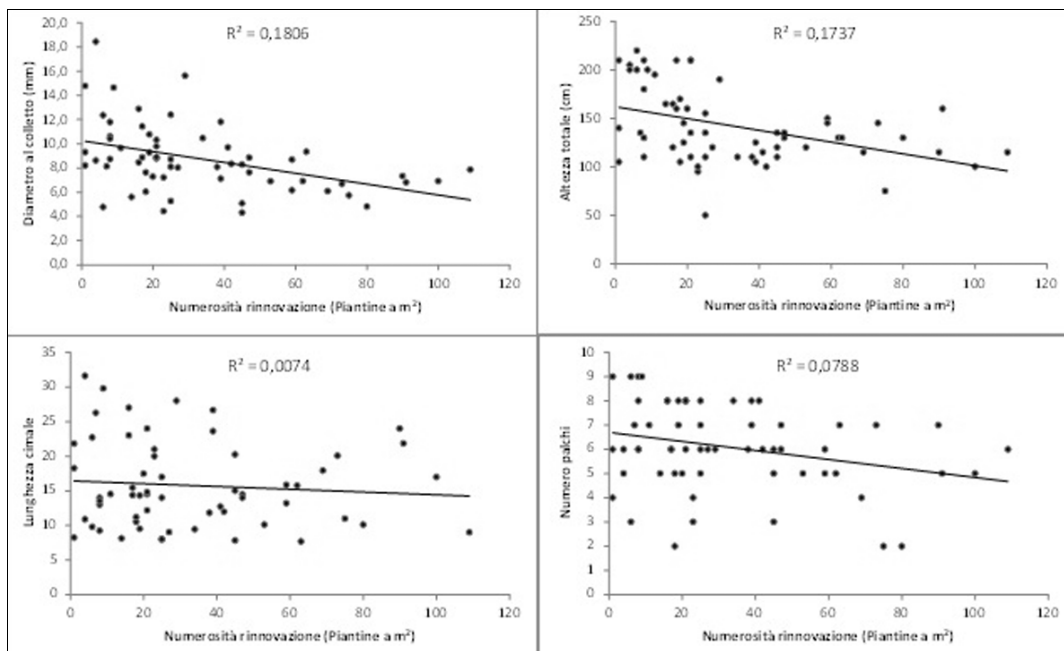 R² = 0,1806
Diametro al colletto (mm)
20,0
18,0
16,0
14,0
12,0
10,0
8,0
6,0
4,0
2,0
0,0
0 20 40 60 80 100 120
Numerosità rinnovazione (Piantine a m²)
R² = 0,1737
Altezza totale (cm)
250
200
150
100
50
0
0 20 40 60 80 100 120
Numerosità rinnovazione (Piantine a m²)
R² = 0,0074
Lunghezza cimale
35
30
25
20
15
10
5
0
0 20 40 60 80 100 120
Numerosità rinnovazione (Piantine a m²)
R² = 0,0788
Numero palchi
10
9
8
7
6
5
4
3
2
1
0
0 20 40 60 80 100 120
Numerosità rinnovazione (Piantine a m²)